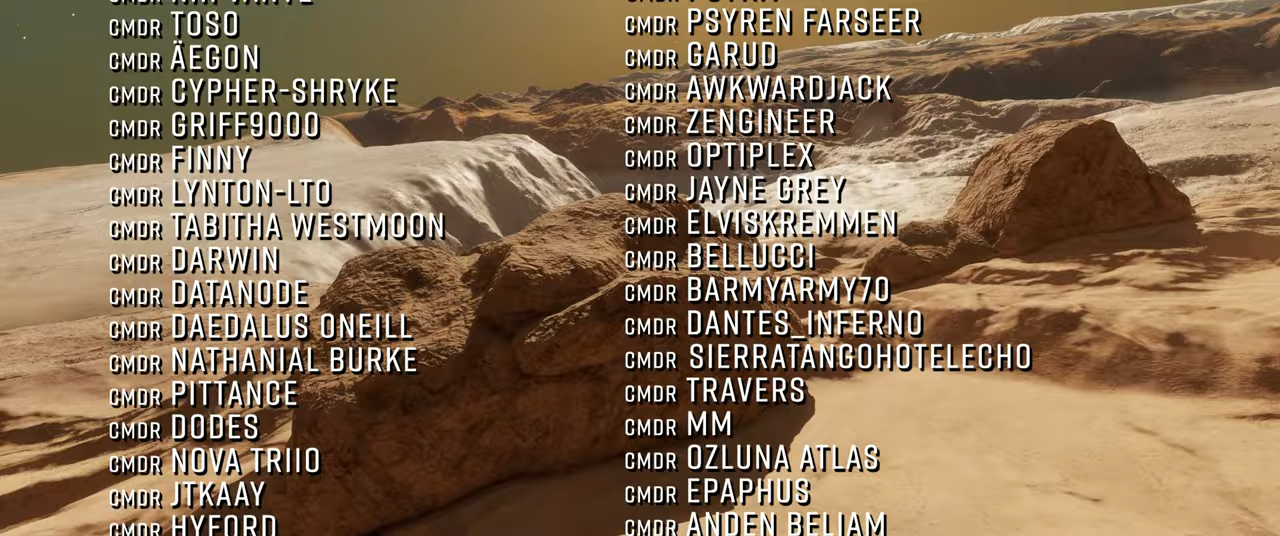 CMDR TOSO
CMDR ÄEGON
CMDR CYPHER-SHRYKE
CMDR GRIFF9000
CMDR FINNY
CMDR LYNTON-LTO
CMDR TABITHA WESTMOON
CMDR DARWIN
CMDR DATANODE
CMDR DAEDALUS ONEILL
CMDR NATHANIAL BURKE
CMDR PITTANCE
CMDR DODES
CMDR NOVA TRIIO
CMDR JTKAAY
CMDR HYFORD
CMDR PSYREN FARSEER
CMDR GARUD
CMDR AWKWARDJACK
CMDR ZENGINEER
CMDR OPTIPLEX
CMDR JAYNE GREY
CMDR ELVISKREMMEN
CMDR BELLUCCI
CMDR BARMYARMY70
CMDR DANTES_INFERNO
CMDR SIERRATANGOHOTELECHO
CMDR TRAVERS
CMDR MM
CMDR OZLUNA ATLAS
CMDR EPAPHUS
CMDR ANDEN BELIAM